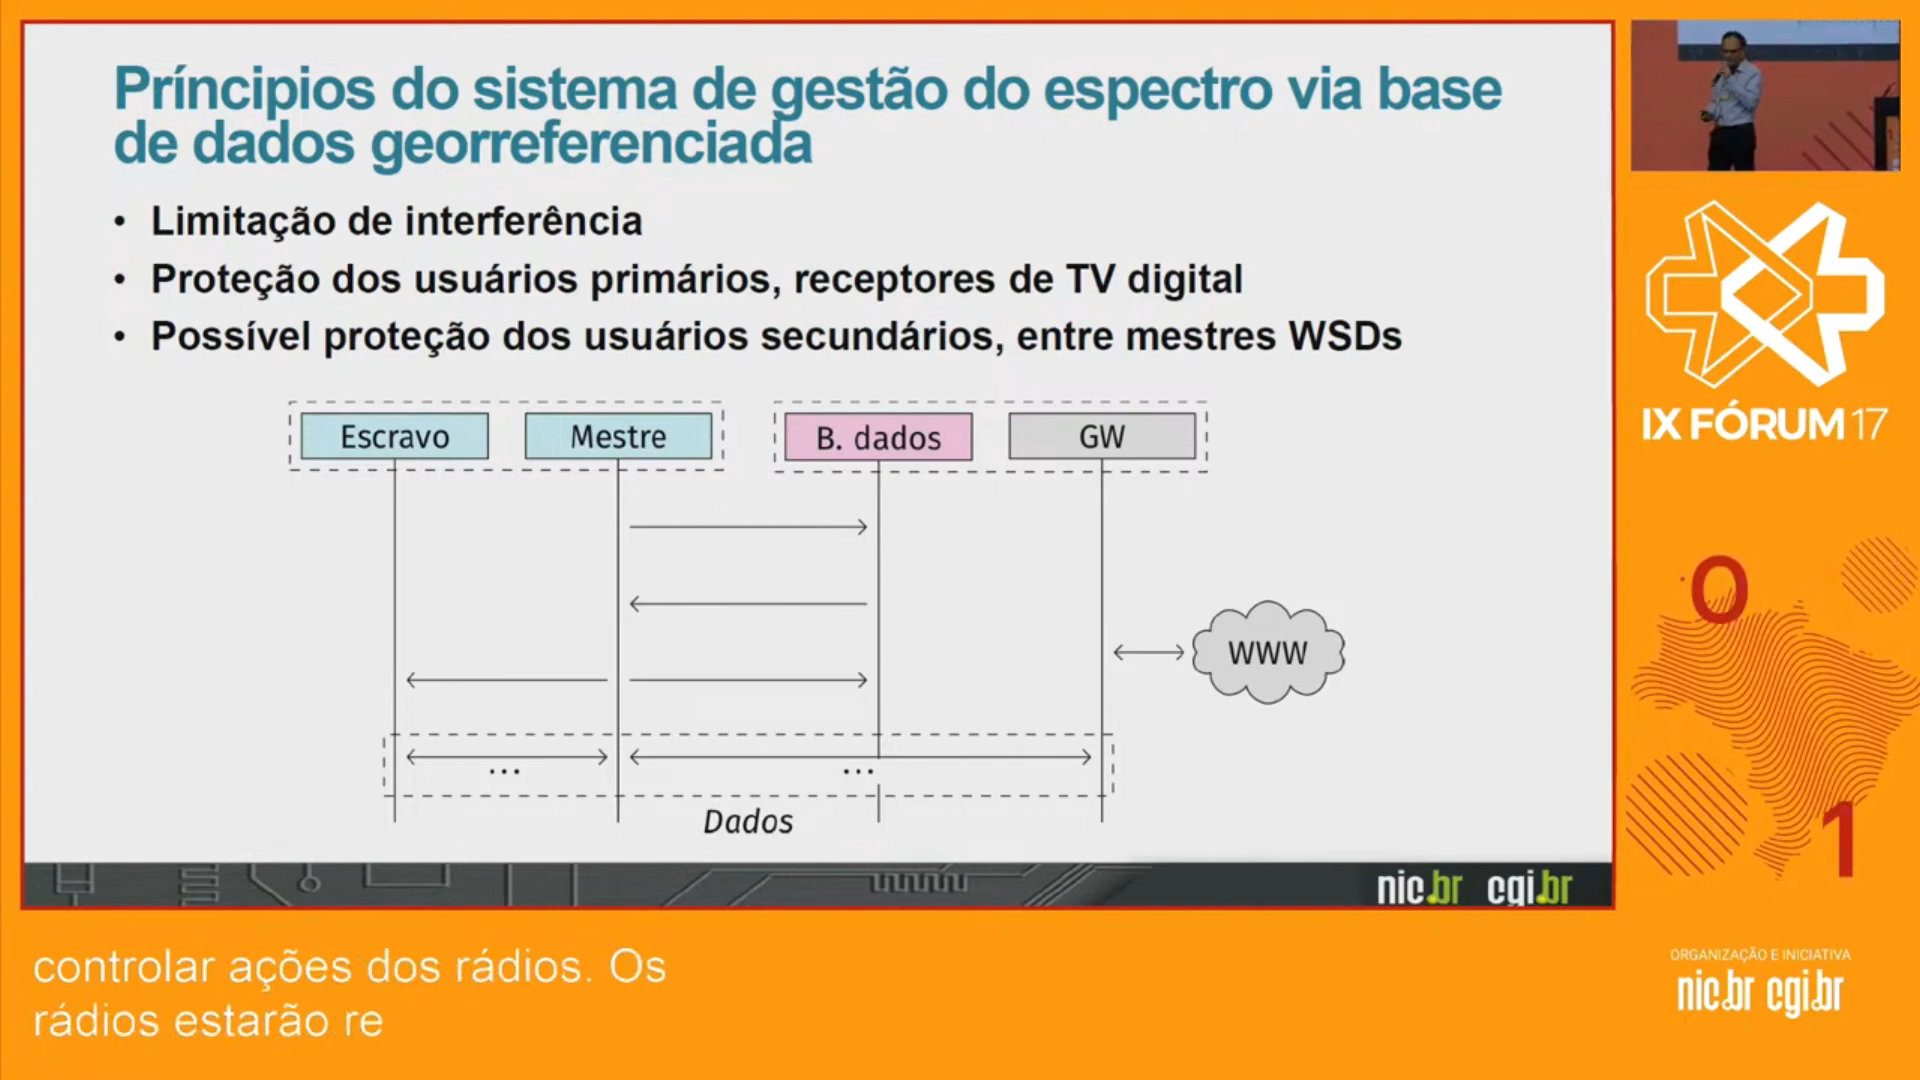 Príncipios do sistema de gestão do espectro via base
de dados georreferenciada
• Limitação de interferência
• Proteção dos usuários primários, receptores de TV digital
• Possível proteção dos usuários secundários, entre mestres WSDs
Escravo
Mestre
B. dados
GW
WWW
...
...
Dados
nic.br cgi.br
controlar ações dos rádios. Os
rádios estarão re
IX FÓRUM 17
0
1
ORGANIZAÇÃO E INICIATIVA
nic.br cgi.br